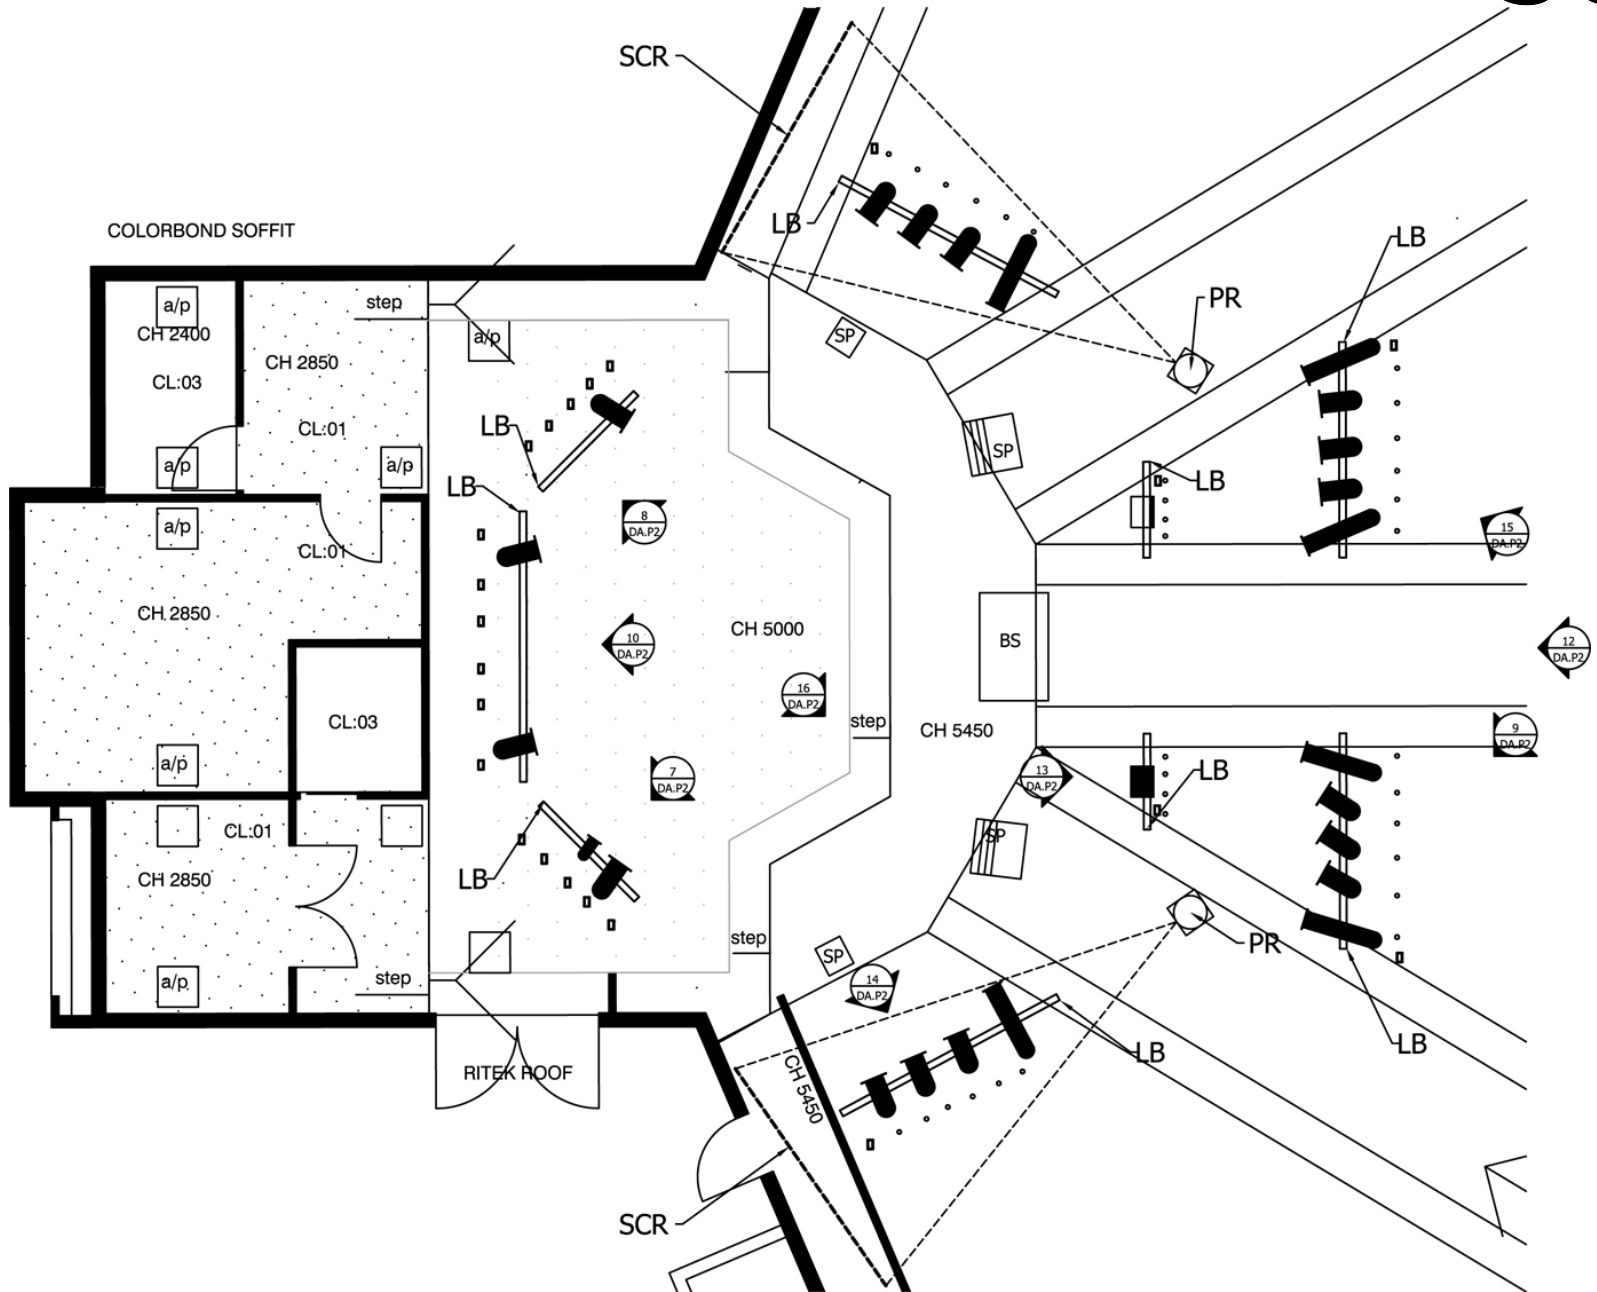 SCR
LB
COLORBOND SOFFIT
LB
PR
a/p
step
CH 2400
a/p
SP
CH 2850
CL:03
CL:01
LB
SP
a/p
a/p
LB
LB
a/p
8
DA.P2
15
DA.P2
CL:01
CH 2850
CH 5000
10
DA.P2
BS
12
DA.P2
16
DA.P2
CL:03
step
CH 5450
9
DA.P2
a/p
7
DA.P2
13
DA.P2
LB
CL:01
SP
CH 2850
LB
step
SP
PR
step
a/p
14
DA.P2
LB
LB
RITEK ROOF
CH 5450
SCR